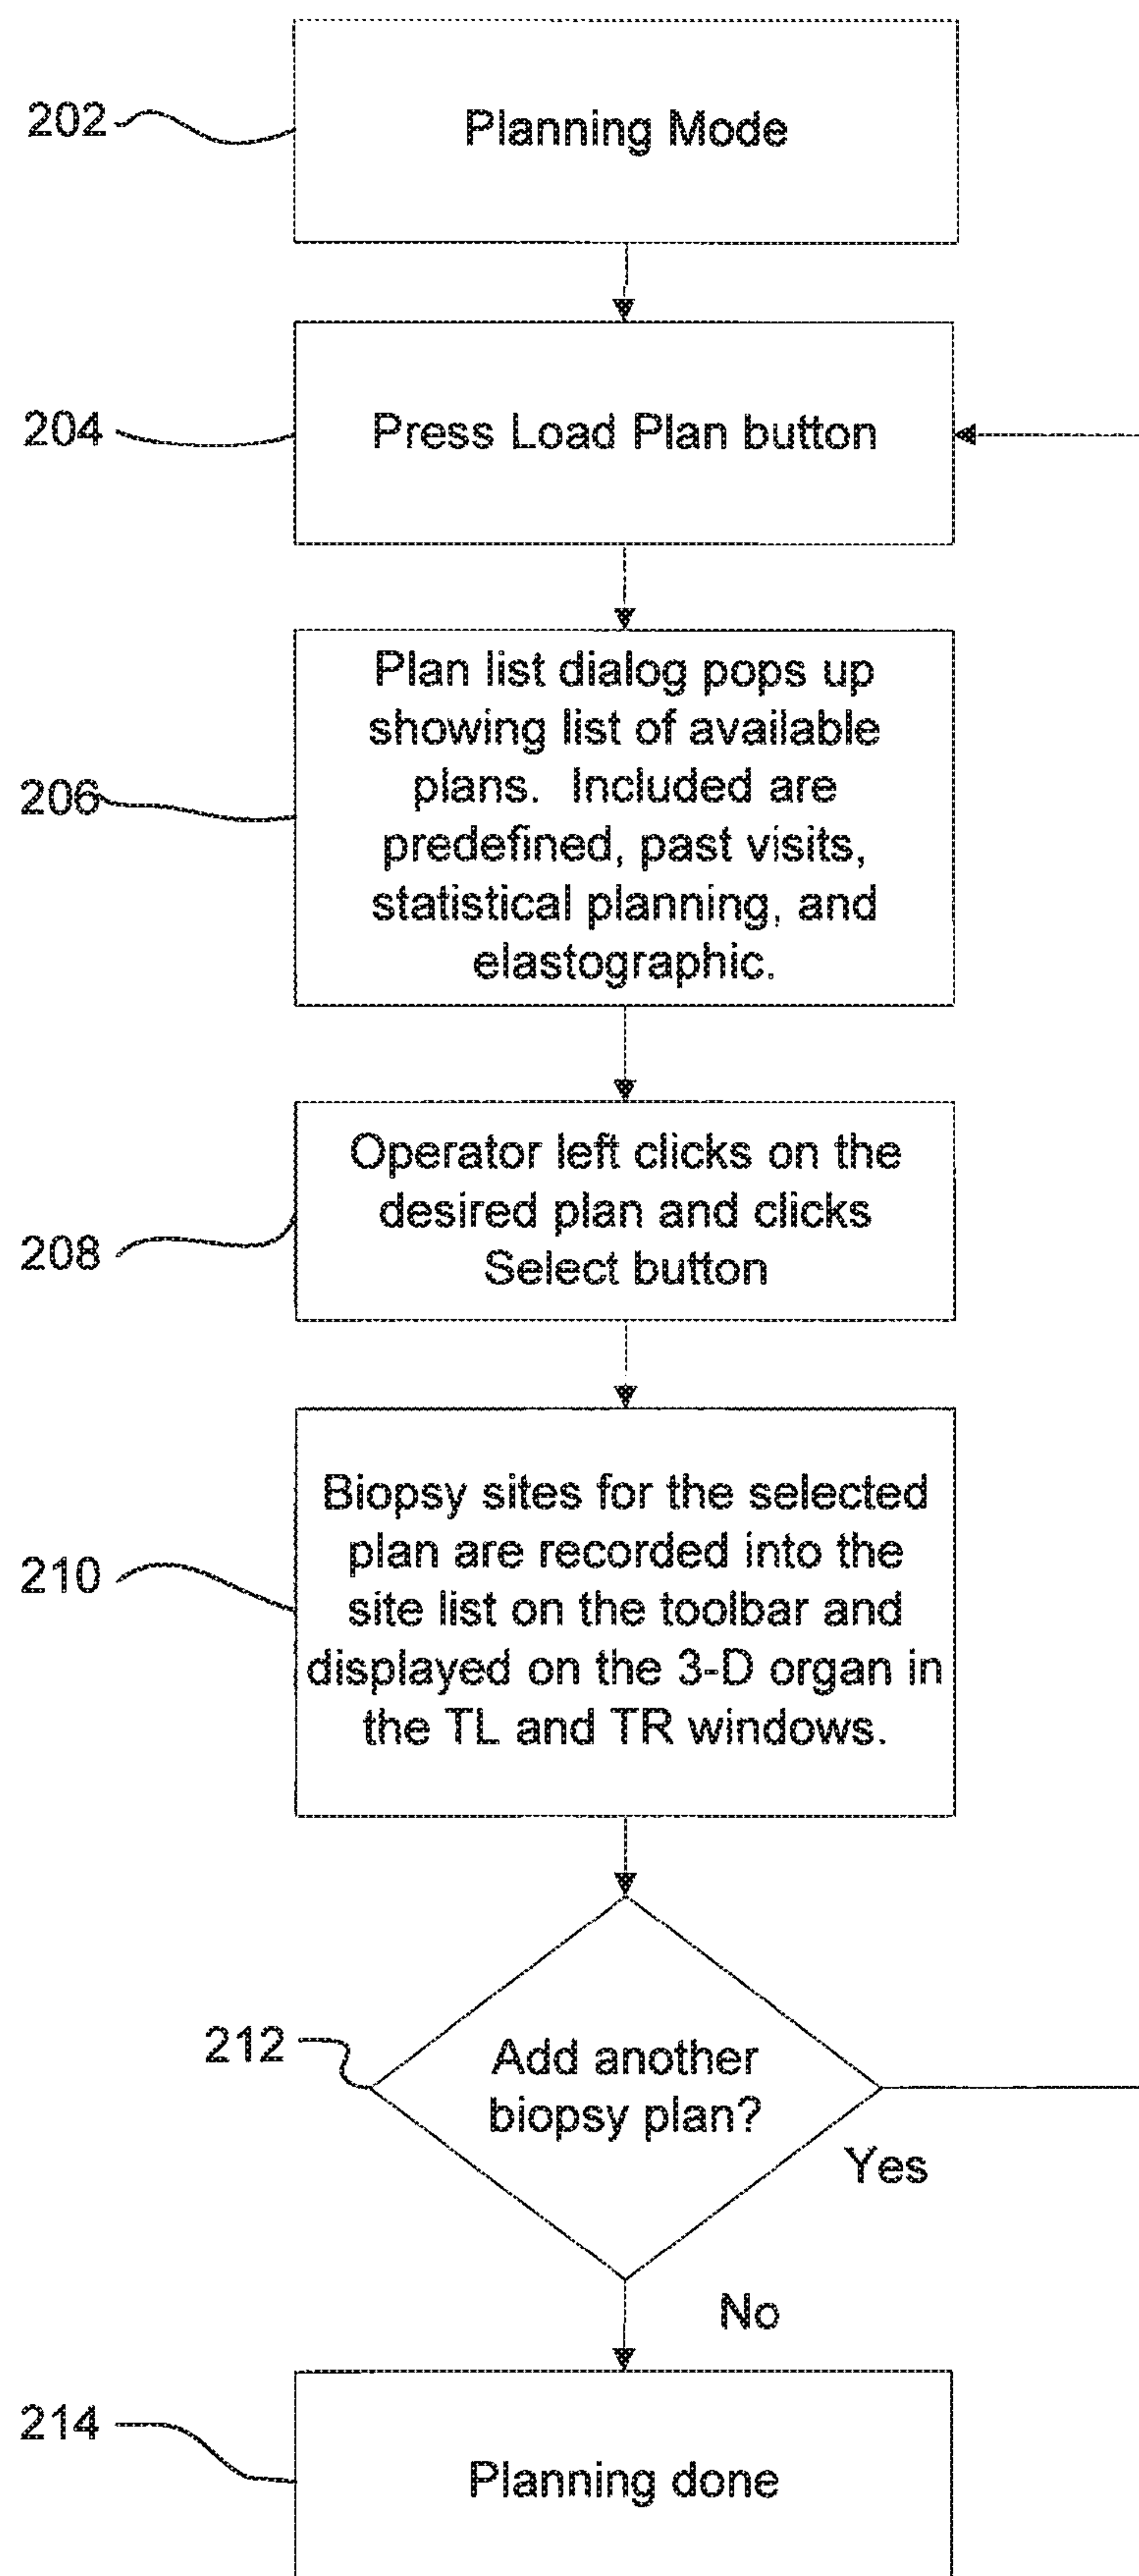 202
Planning Mode
204
Press Load Plan button
206
Plan list dialog pops up
showing list of available
plans. Included are
predefined, past visits,
statistical planning, and
elastographic.
208
Operator left clicks on the
desired plan and clicks
Select button
210
Biopsy sites for the selected
plan are recorded into the
site list on the toolbar and
displayed on the 3-D organ in
the TL and TR windows.
212
Add another
biopsy plan?
Yes
No
214
Planning done